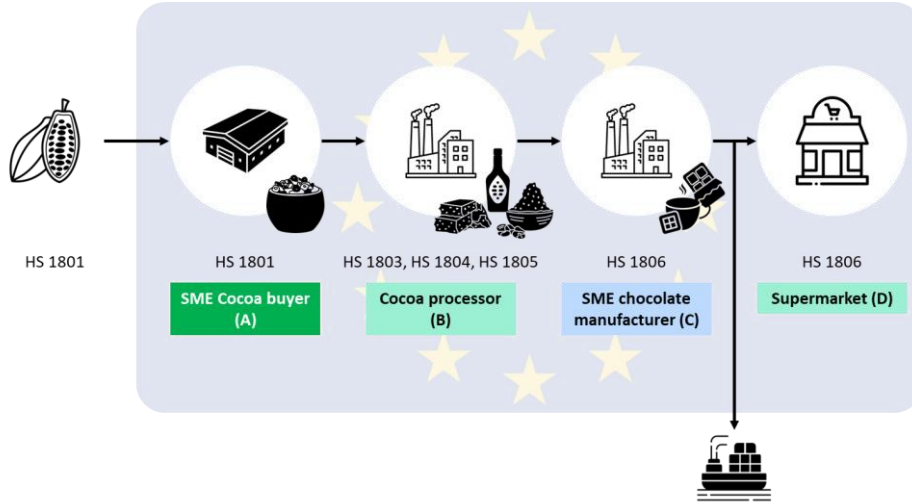 HS 1801
HS 1801
HS 1803, HS 1804, HS 1805
HS 1806
HS 1806
SME Cocoa buyer
(A)
Cocoa processor
(B)
SME chocolate
manufacturer (C)
Supermarket (D)